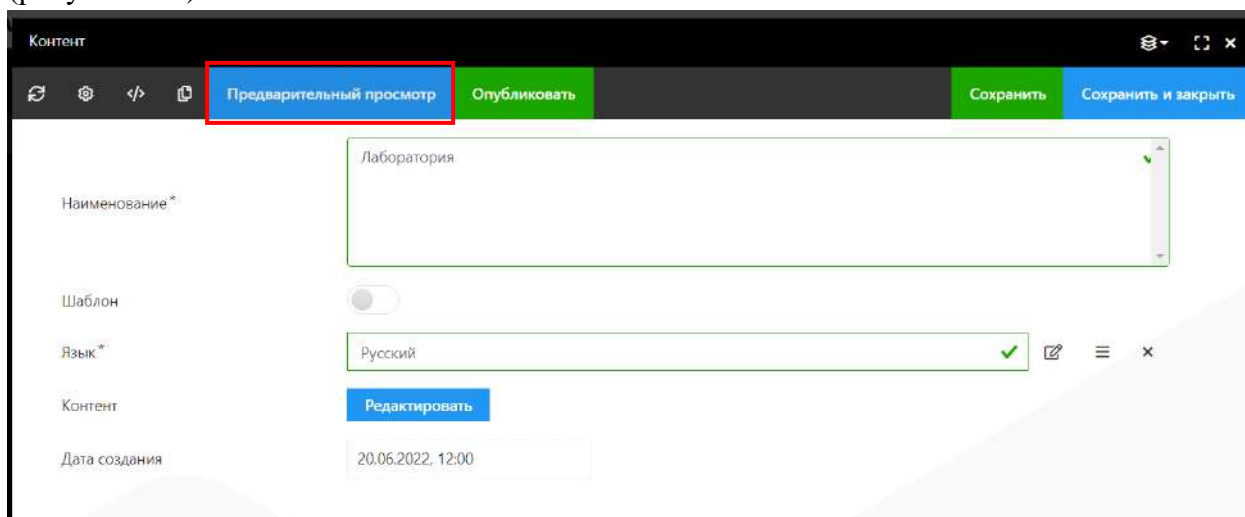 Контент
</> Предварительный просмотр Опубликовать Сохранить Сохранить и закрыть
Лаборатория
Наименование*
Шаблон
Язык* Русский
Контент Редактировать
Дата создания 20.06.2022, 12:00